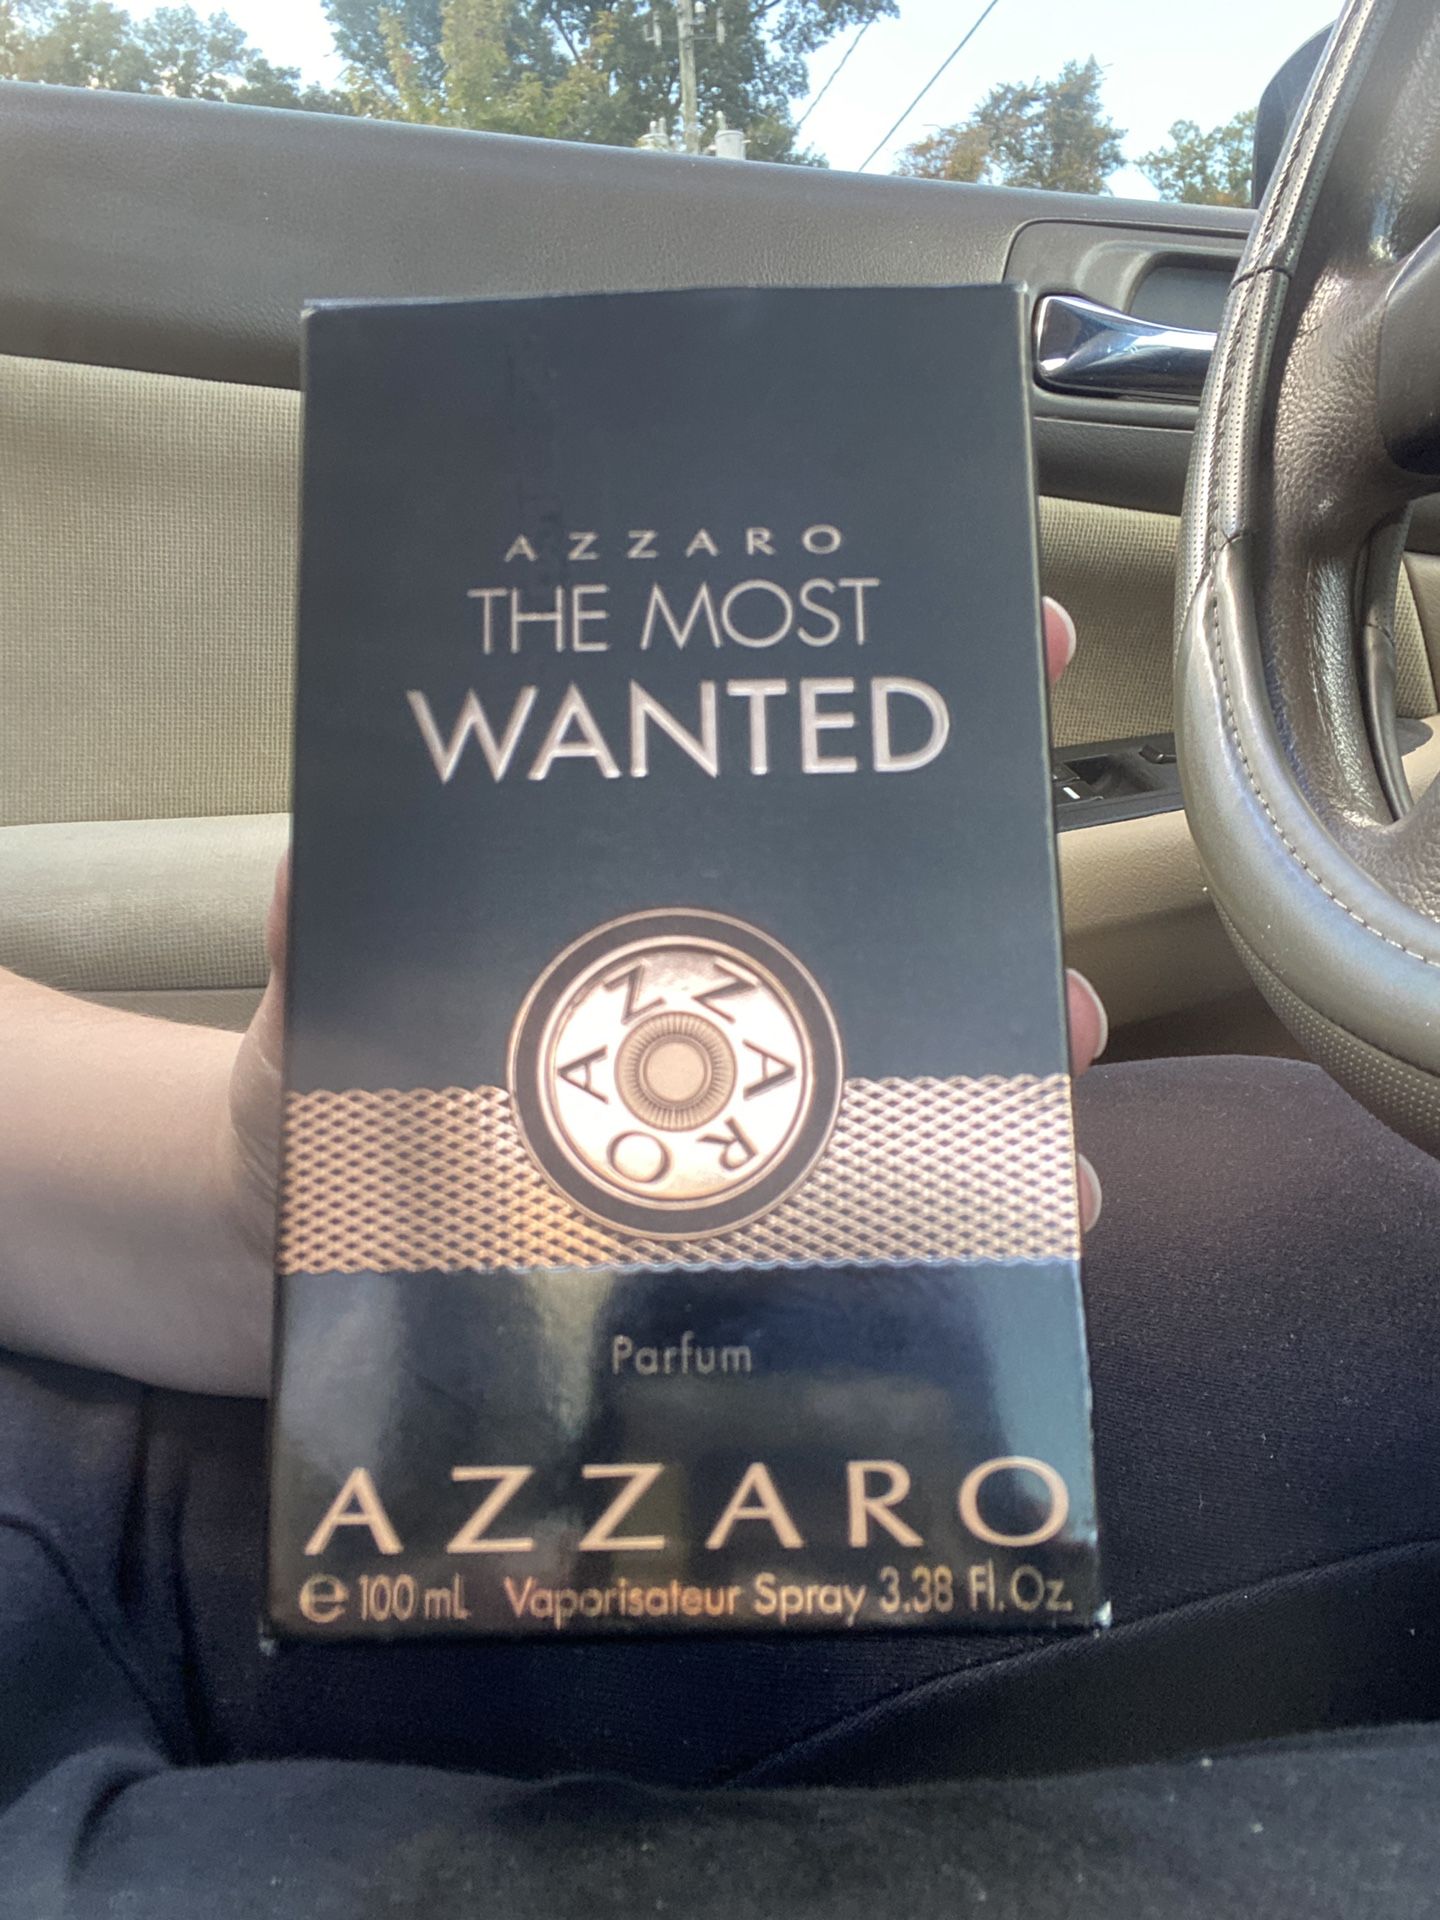 AZZARO
THE MOST
WANTED
AZZARO
Parfum
AZZARO
e 100 mL Vaporisateur Spray 3.38 Fl. Oz.